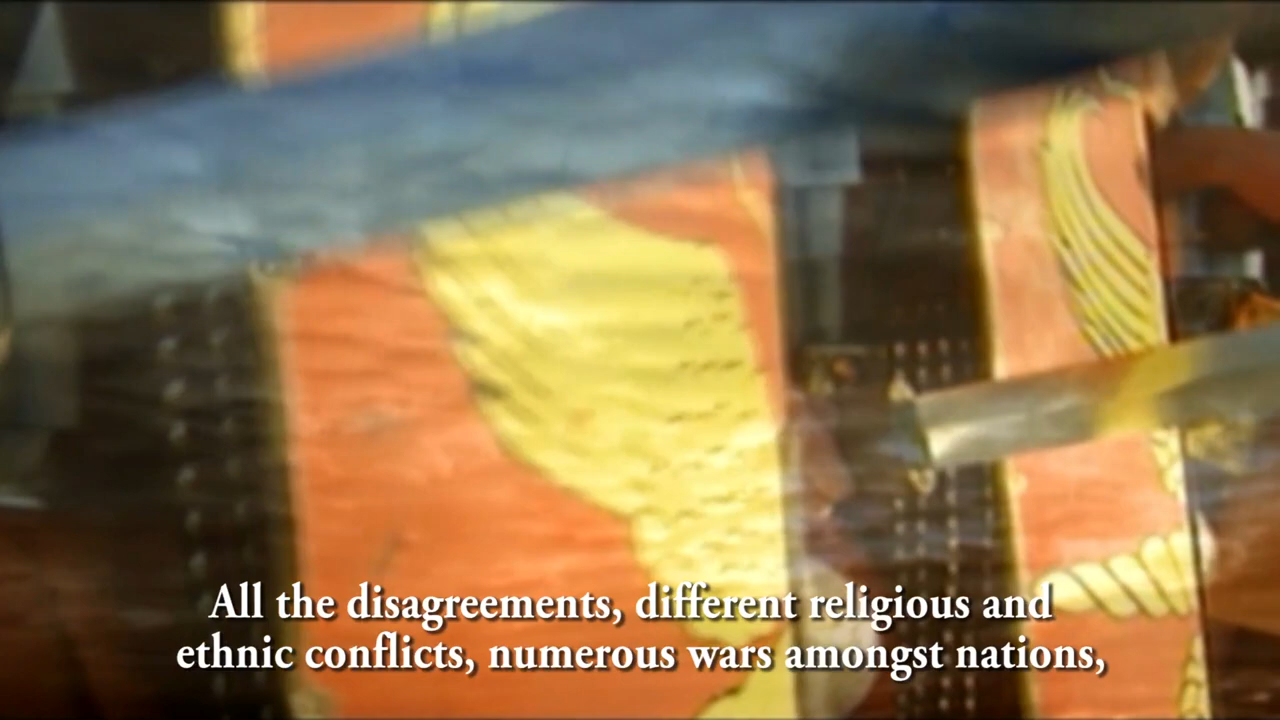 All the disagreements, different religious and
ethnic conflicts, numerous wars amongst nations,